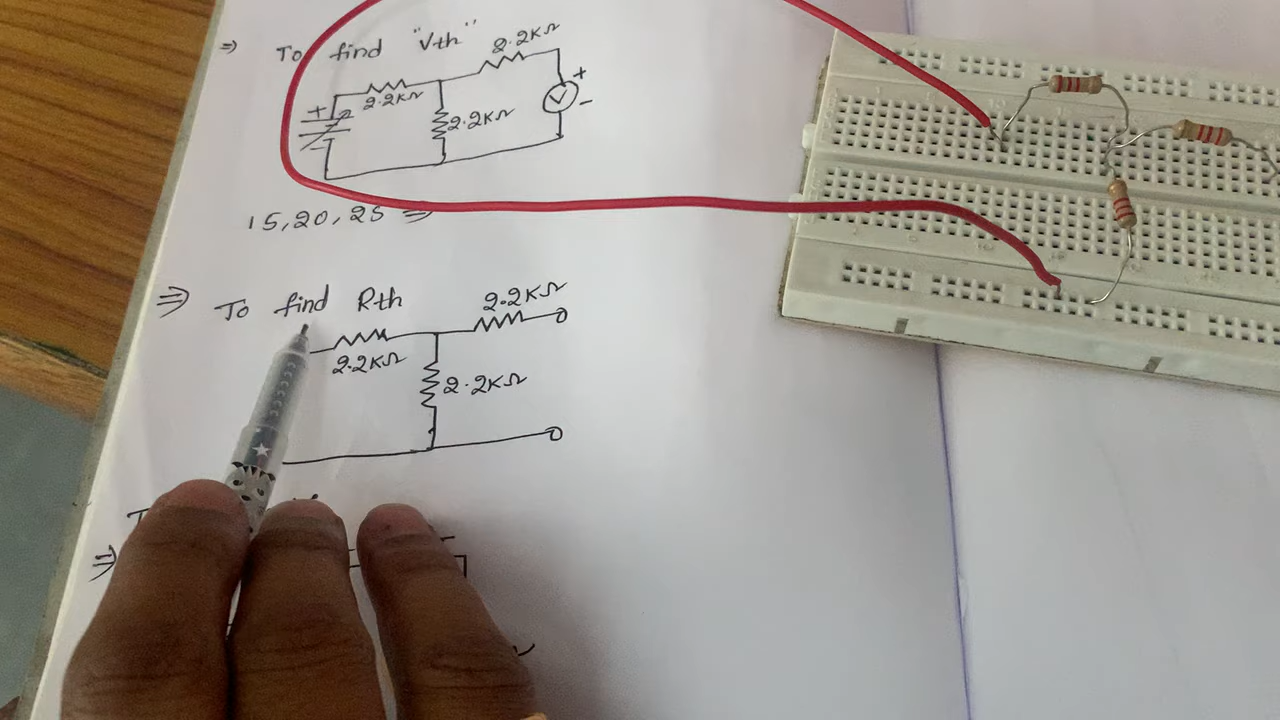 ⇒ To find "Vth"
2.2KΩ
+
2.2KΩ
+
2.2KΩ
V
-
15,20,25 ⇒
⇒ To find Rth
2.2KΩ
2.2KΩ
2.2KΩ
⇒